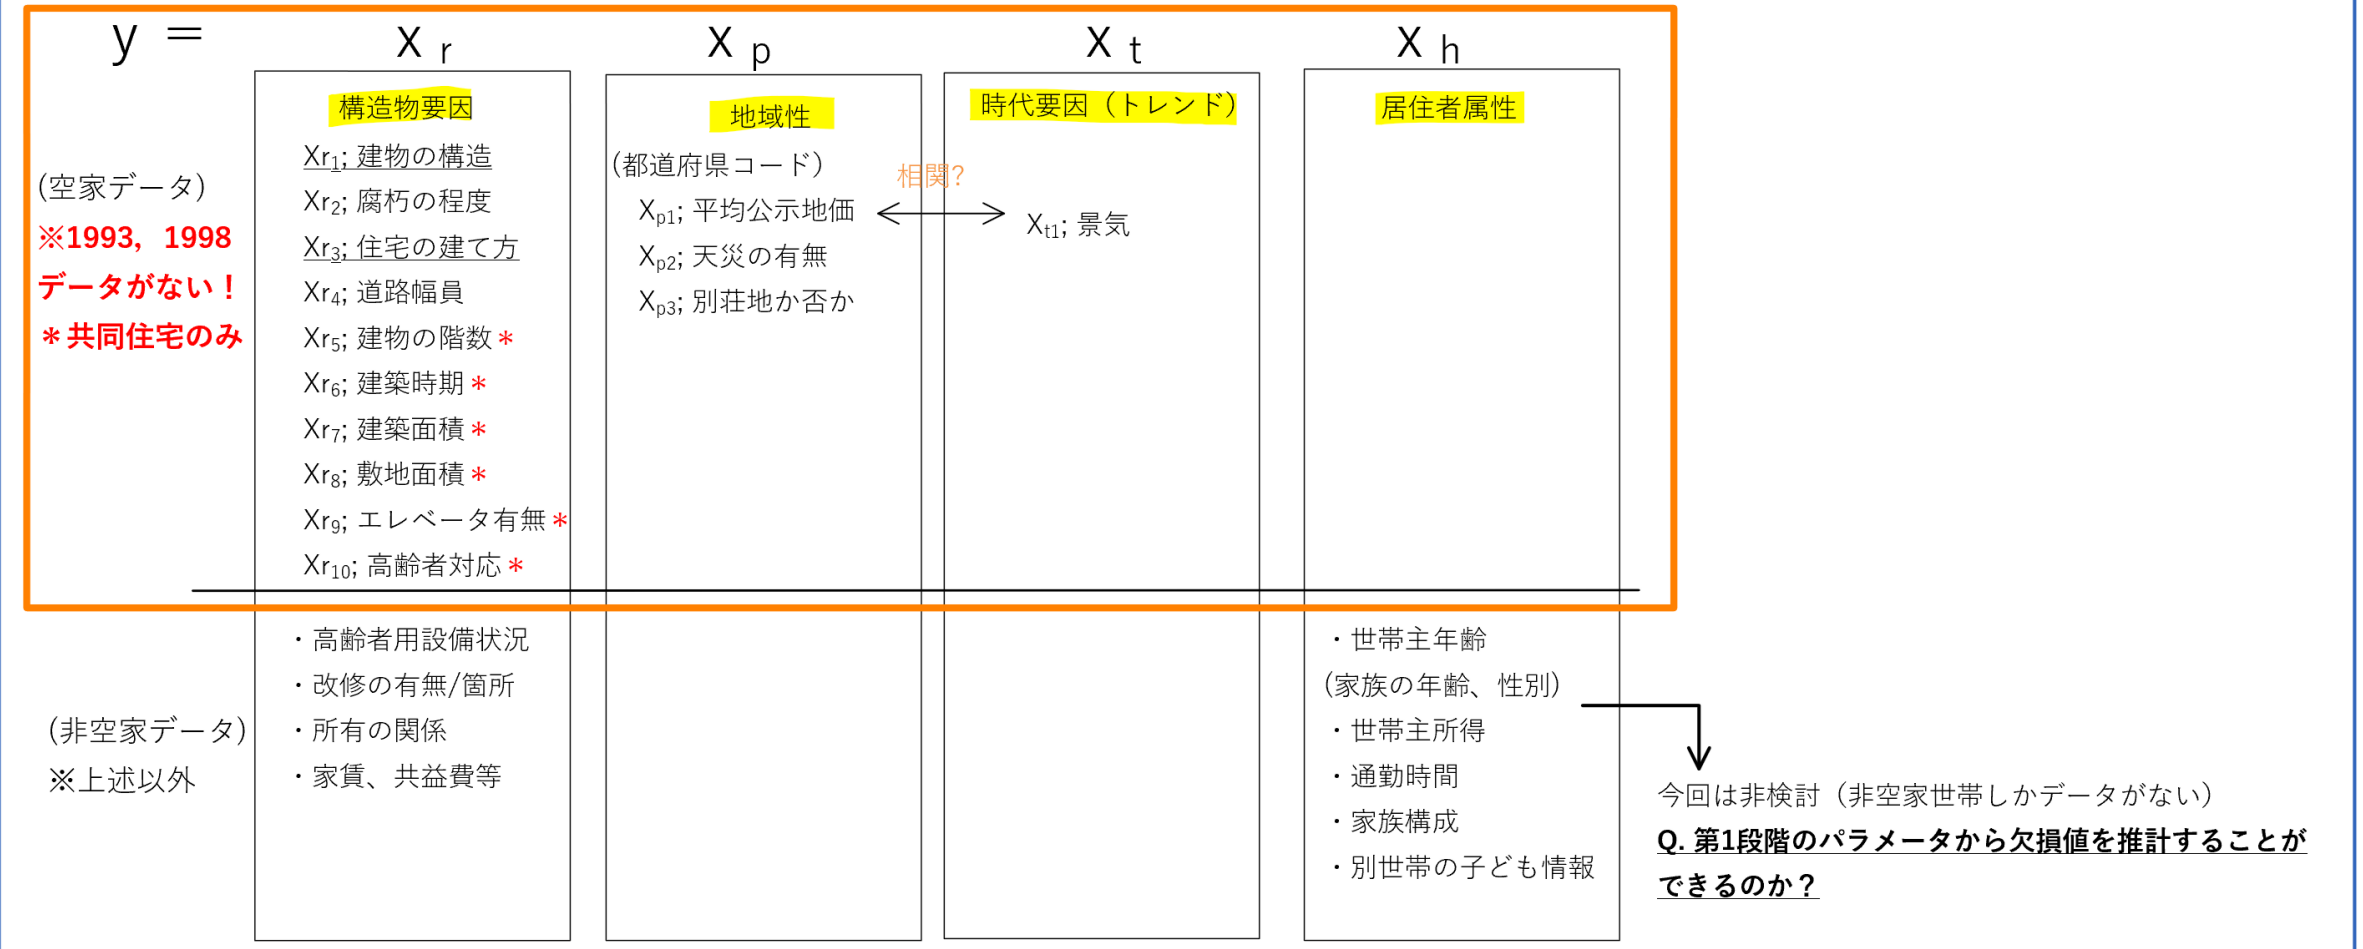 y = Xr Xp Xt Xh
(空家データ)
※1993，1998
データがない！
＊共同住宅のみ
構造物要因
Xr1; 建物の構造
Xr2; 腐朽の程度
Xr3; 住宅の建て方
Xr4; 道路幅員
Xr5; 建物の階数＊
Xr6; 建築時期＊
Xr7; 建築面積＊
Xr8; 敷地面積＊
Xr9; エレベータ有無＊
Xr10; 高齢者対応＊
地域性
(都道府県コード)
Xp1; 平均公示地価
Xp2; 天災の有無
Xp3; 別荘地か否か
相関?
時代要因（トレンド）
Xt1; 景気
居住者属性
(非空家データ)
※上述以外
・高齢者用設備状況
・改修の有無/箇所
・所有の関係
・家賃、共益費等
・世帯主年齢
(家族の年齢、性別)
・世帯主所得
・通勤時間
・家族構成
・別世帯の子ども情報
今回は非検討（非空家世帯しかデータがない）
Q. 第1段階のパラメータから欠損値を推計することが
できるのか？